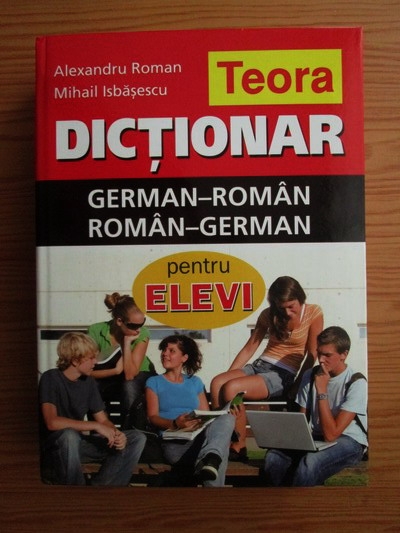 Alexandru Roman
Mihail Isbășescu
Teora
DICȚIONAR
GERMAN–ROMÂN
ROMÂN–GERMAN
pentru
ELEVI